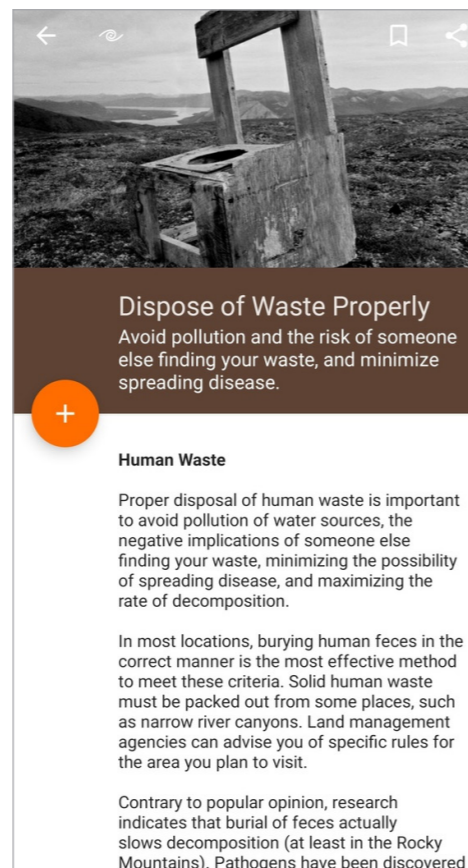 Dispose of Waste Properly
Avoid pollution and the risk of someone
else finding your waste, and minimize
spreading disease.
Human Waste
Proper disposal of human waste is important
to avoid pollution of water sources, the
negative implications of someone else
finding your waste, minimizing the possibility
of spreading disease, and maximizing the
rate of decomposition.
In most locations, burying human feces in the
correct manner is the most effective method
to meet these criteria. Solid human waste
must be packed out from some places, such
as narrow river canyons. Land management
agencies can advise you of specific rules for
the area you plan to visit.
Contrary to popular opinion, research
indicates that burial of feces actually
slows decomposition (at least in the Rocky
Mountains). Pathogens have been discovered